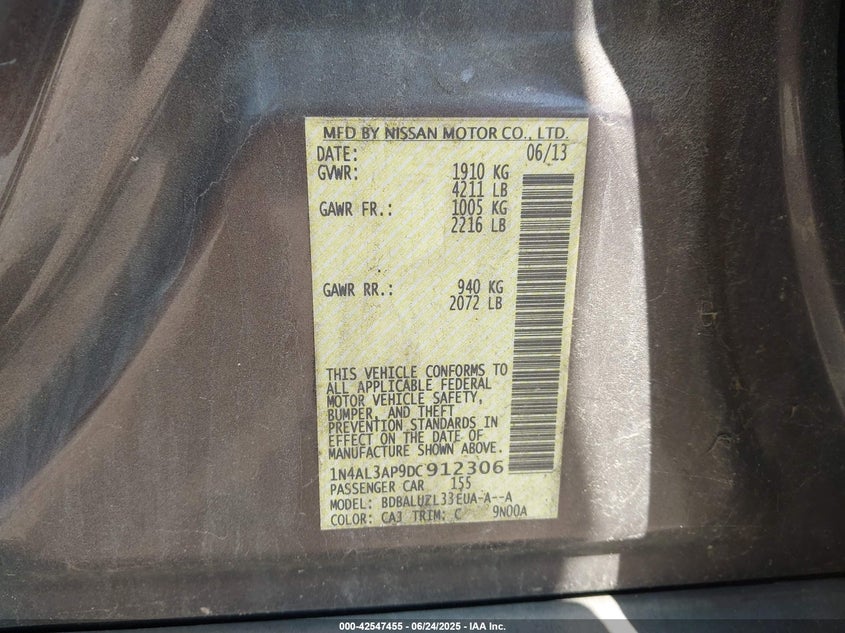 MFD BY NISSAN MOTOR CO., LTD.
DATE: 06/13
GVWR: 1910 KG
4211 LB
GAWR FR.: 1005 KG
2216 LB
GAWR RR.: 940 KG
2072 LB
THIS VEHICLE CONFORMS TO
ALL APPLICABLE FEDERAL
MOTOR VEHICLE SAFETY,
BUMPER, AND THEFT
PREVENTION STANDARDS IN
EFFECT ON THE DATE OF
MANUFACTURE SHOWN ABOVE.
1N4AL3AP9DC912306
PASSENGER CAR 155
MODEL: BDBALUZL33EUA-A--A
COLOR: CA3 TRIM: C 9N00A
000-42547455 - 06/24/2025 - IAA Inc.